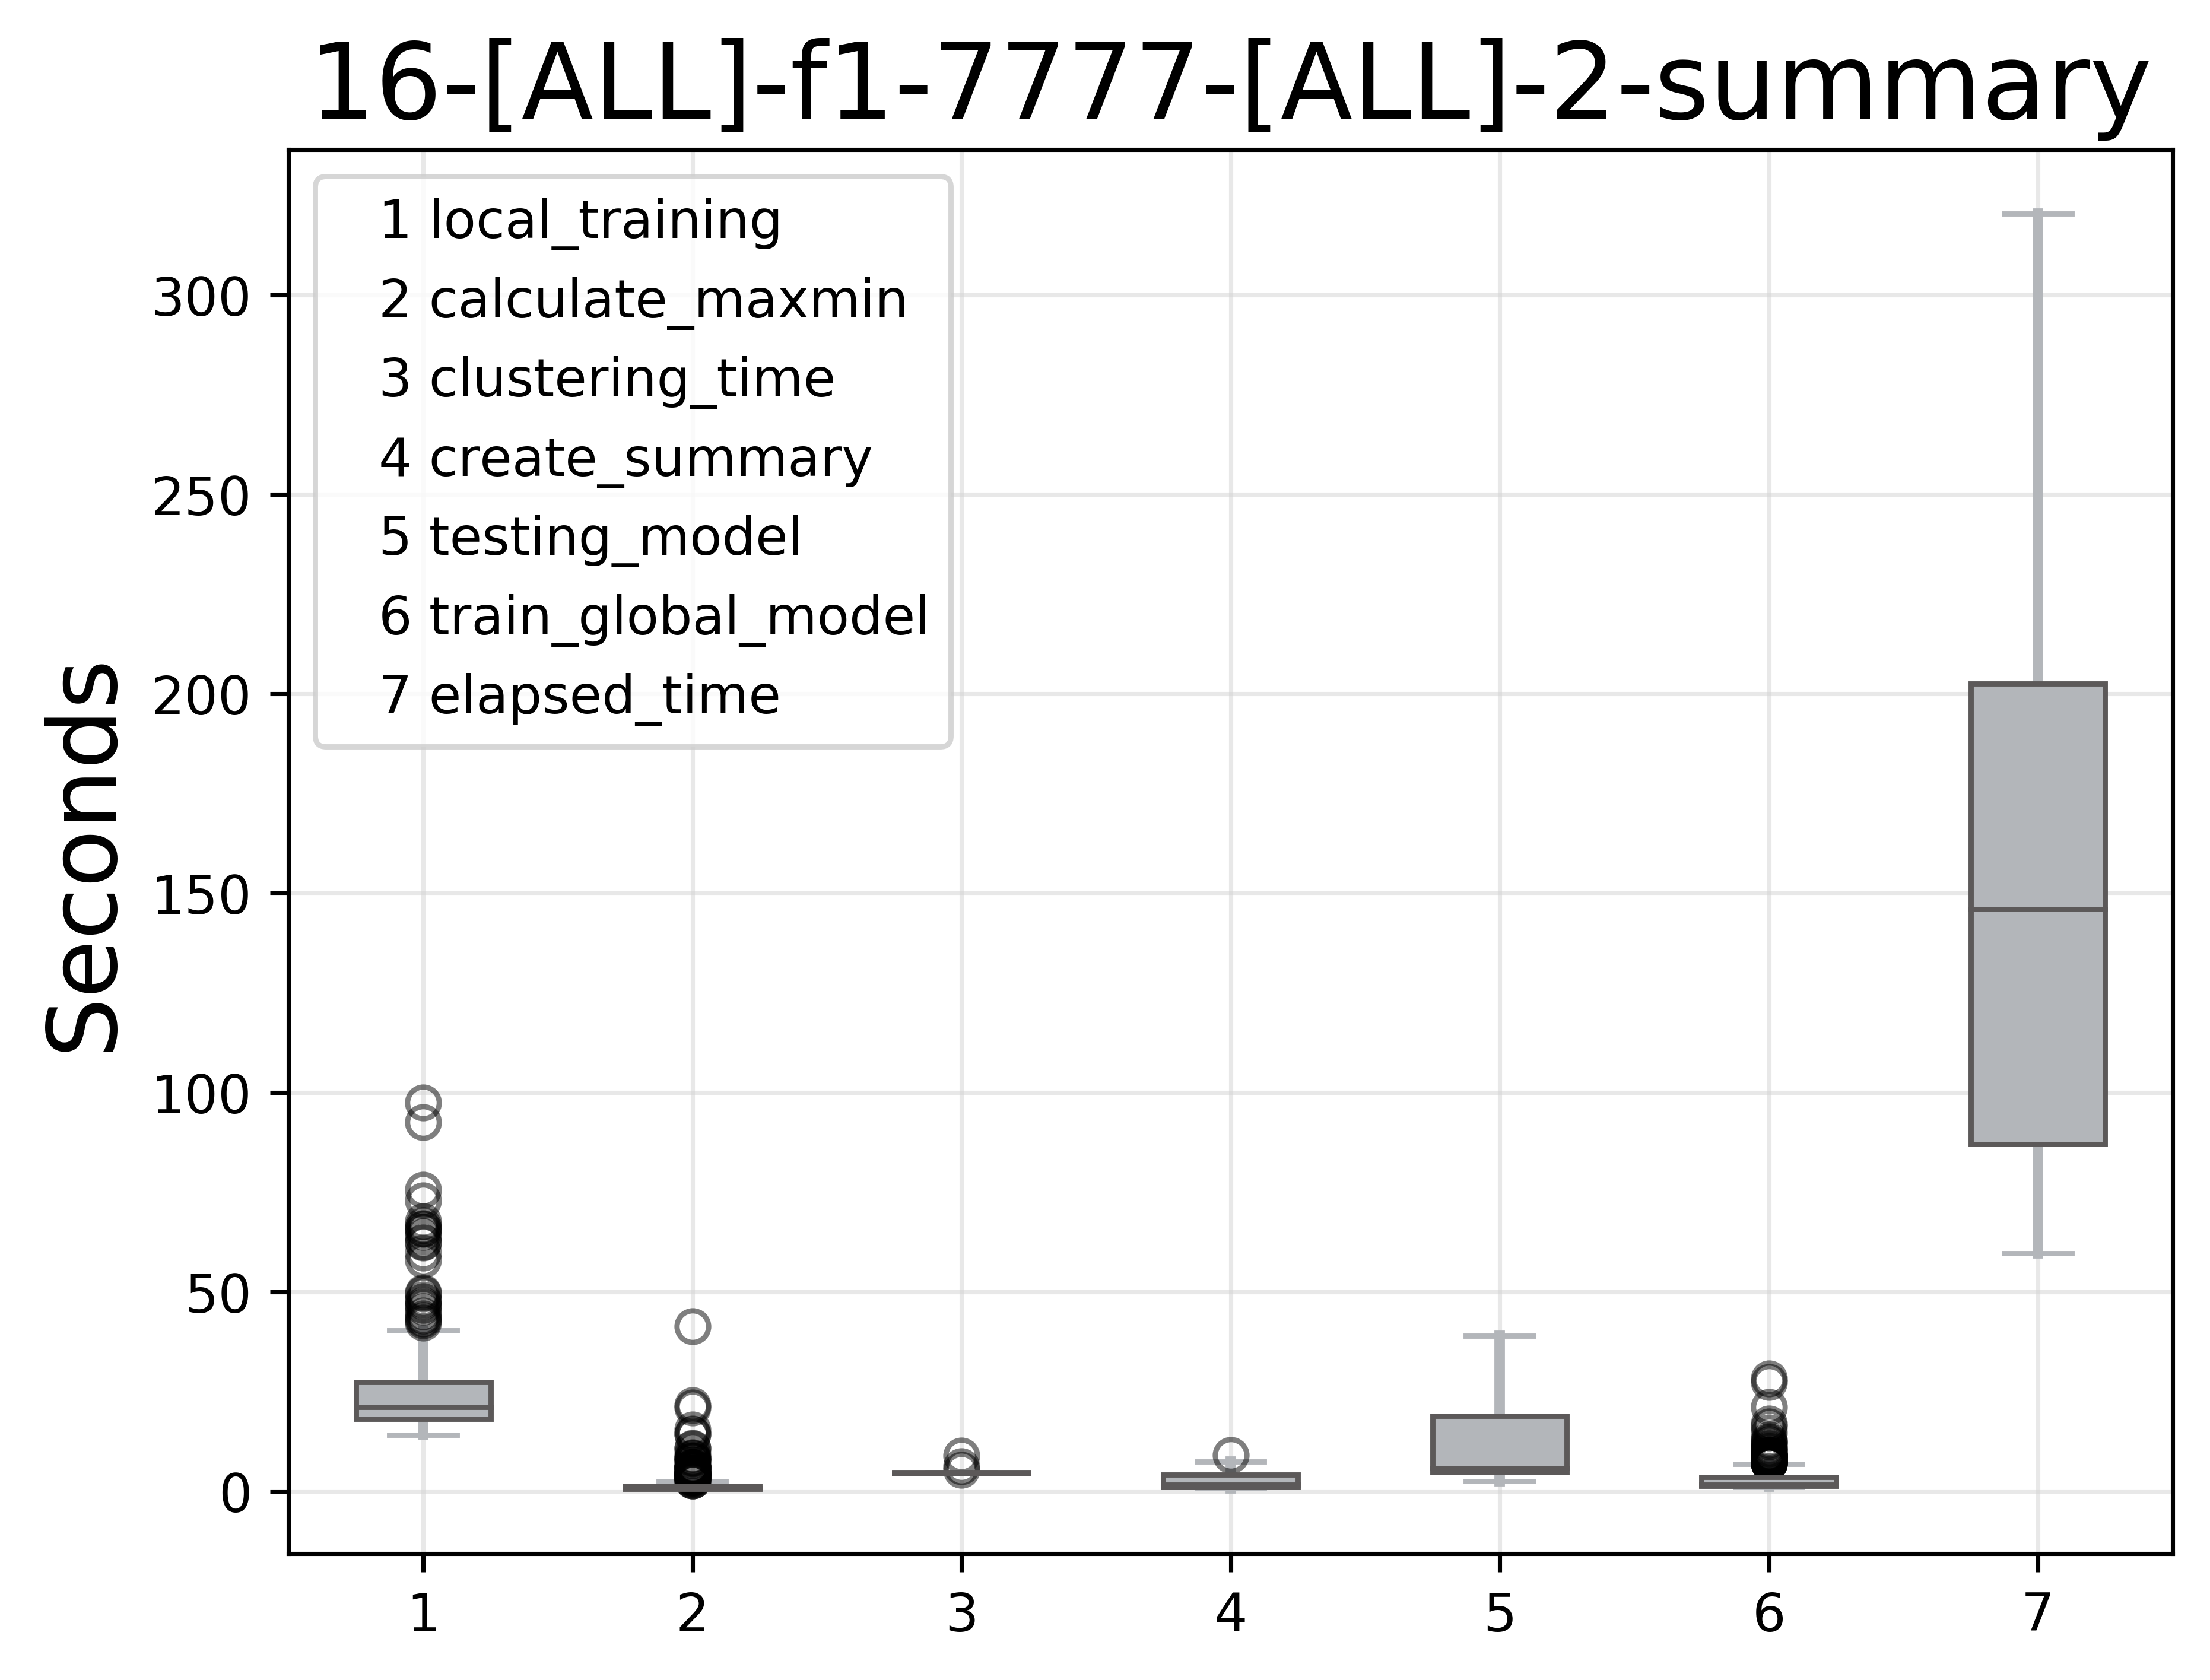 16-[ALL]-f1-7777-[ALL]-2-summary
1 local_training
2 calculate_maxmin
3 clustering_time
4 create_summary
5 testing_model
6 train_global_model
7 elapsed_time
Seconds
300
250
200
150
100
50
0
1 2 3 4 5 6 7